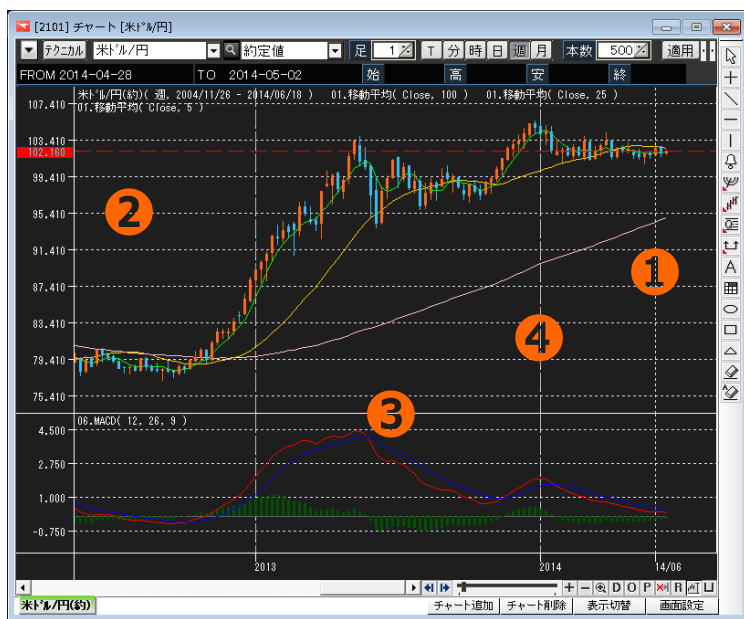 [2101] チャート [米ドル/円]
テクニカル 米ドル/円 約定値 足 1 T 分 時 日 週 月 本数 500 適用
FROM 2014-04-28 TO 2014-05-02 始 高 安 終
米ドル/円(約)( 週, 2004/11/26 - 2014/06/18 ) 01.移動平均( Close, 100 ) 01.移動平均( Close, 25 )
01.移動平均( Close, 5 )
107.410
103.410
102.160
99.410
95.410
91.410
87.410
83.410
79.410
75.410
2
1
4
3
06.MACD( 12, 26, 9 )
4.500
2.750
1.000
-0.750
2013 2014 14/06
D O P R
米ドル/円(約) チャート追加 チャート削除 表示切替 画面設定
A